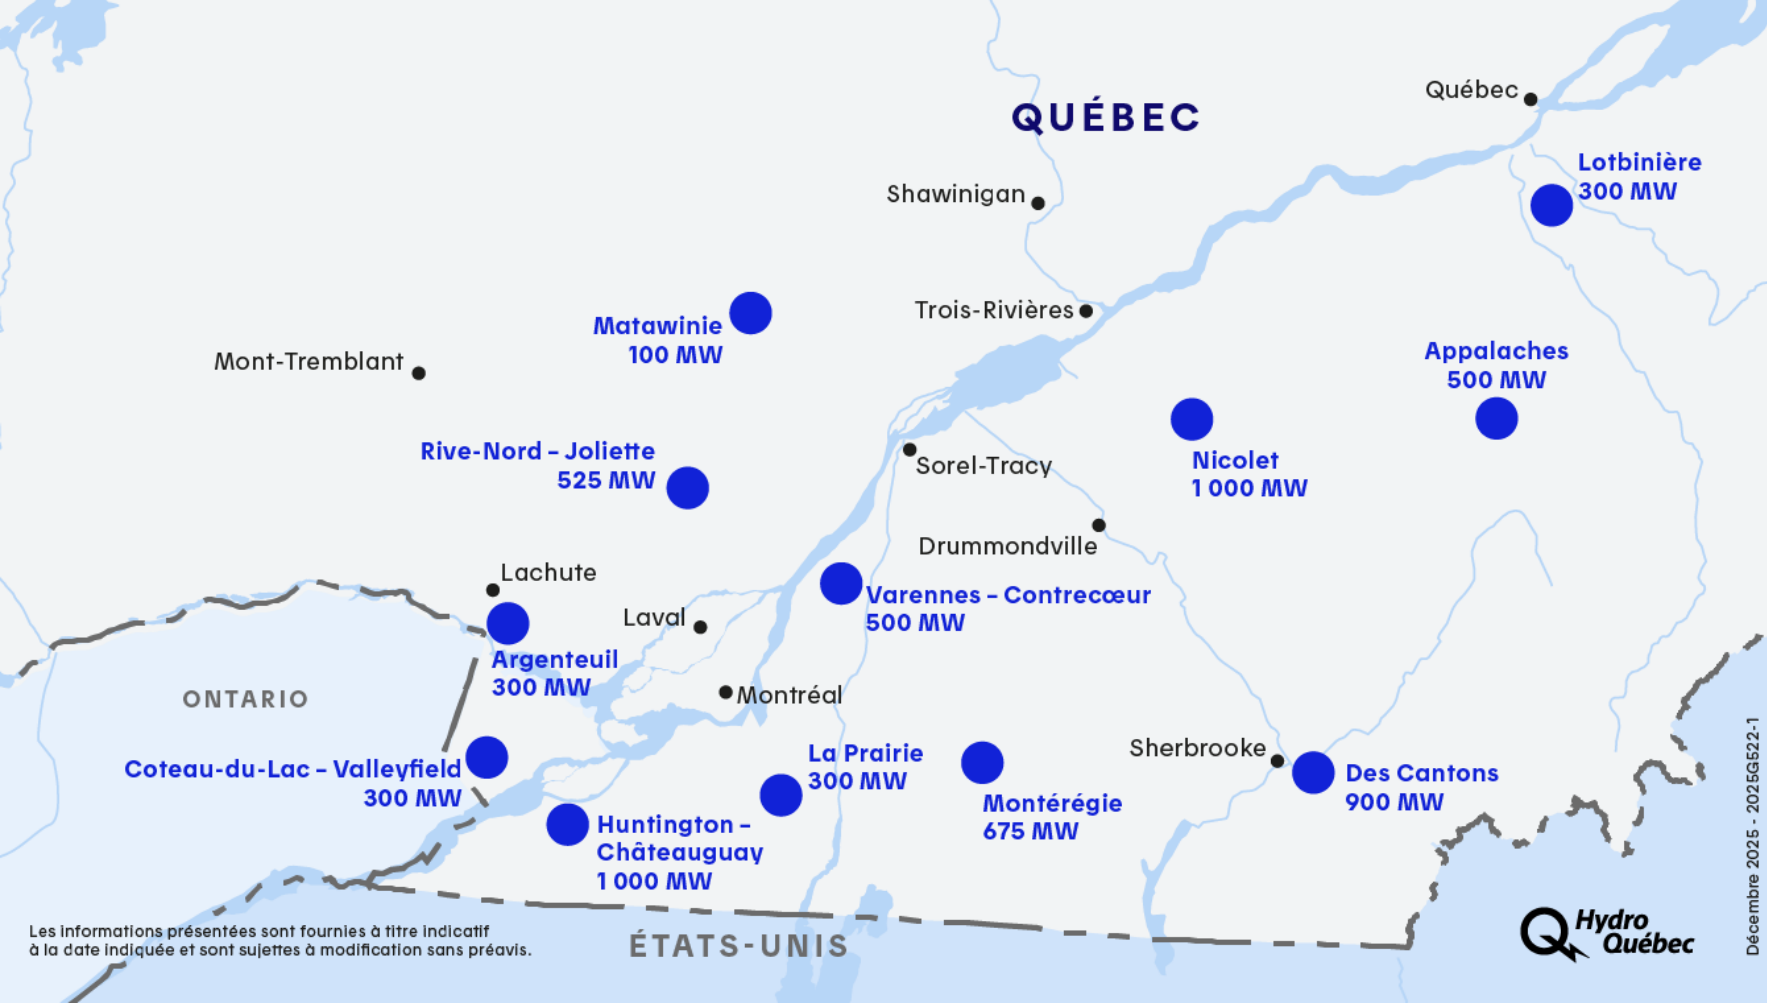 QUÉBEC
Québec
Lotbinière
300 MW
Shawinigan
Trois-Rivières
Matawinie
100 MW
Mont-Tremblant
Appalaches
500 MW
Rive-Nord – Joliette
525 MW
Sorel-Tracy
Nicolet
1 000 MW
Drummondville
Lachute
Varennes – Contrecœur
500 MW
Laval
Argenteuil
300 MW
ONTARIO
Montréal
Coteau-du-Lac – Valleyfield
300 MW
La Prairie
300 MW
Sherbrooke
Des Cantons
900 MW
Montérégie
675 MW
Huntington –
Châteauguay
1 000 MW
ÉTATS-UNIS
Les informations présentées sont fournies à titre indicatif
à la date indiquée et sont sujettes à modification sans préavis.
Hydro
Québec
Décembre 2025 - 2025G522-1